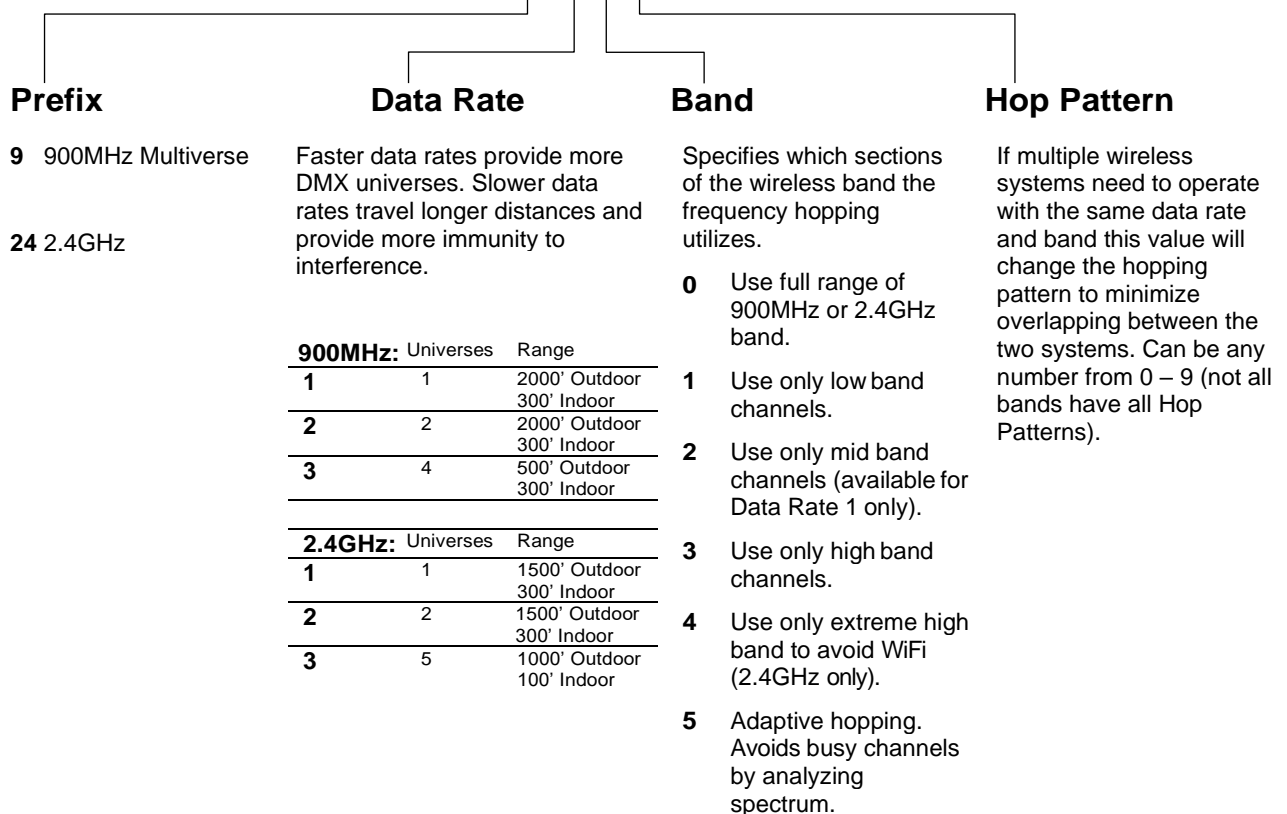 Prefix
9 900MHz Multiverse
24 2.4GHz
Data Rate
Faster data rates provide more
DMX universes. Slower data
rates travel longer distances and
provide more immunity to
interference.
900MHz: Universes Range
1 1 2000' Outdoor
300' Indoor
2 2 2000' Outdoor
300' Indoor
3 4 500' Outdoor
300' Indoor
2.4GHz: Universes Range
1 1 1500' Outdoor
300' Indoor
2 2 1500' Outdoor
300' Indoor
3 5 1000' Outdoor
100' Indoor
Band
Specifies which sections
of the wireless band the
frequency hopping
utilizes.
0 Use full range of
900MHz or 2.4GHz
band.
1 Use only low band
channels.
2 Use only mid band
channels (available for
Data Rate 1 only).
3 Use only high band
channels.
4 Use only extreme high
band to avoid WiFi
(2.4GHz only).
5 Adaptive hopping.
Avoids busy channels
by analyzing
spectrum.
Hop Pattern
If multiple wireless
systems need to operate
with the same data rate
and band this value will
change the hopping
pattern to minimize
overlapping between the
two systems. Can be any
number from 0 – 9 (not all
bands have all Hop
Patterns).